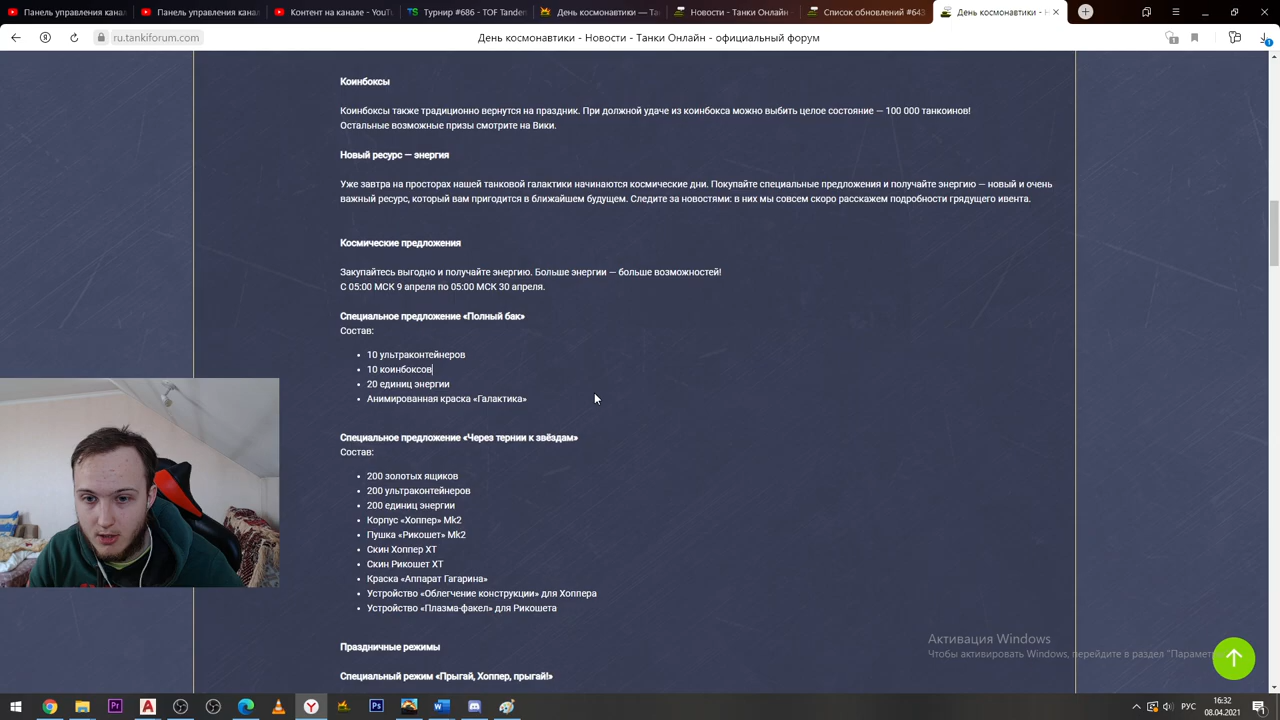 Панель управления кана
Панель управления кана
Контент на канале - YouTu
Турнир #686 - TOF Tanden
День космонавтики — Та
Новости - Танки Онлайн -
Список обновлений #643
День космонавтики - Н
ru.tankiforum.com
День космонавтики - Новости - Танки Онлайн - официальный форум
Коинбоксы
Коинбоксы также традиционно вернутся на праздник. При должной удаче из коинбокса можно выбить целое состояние — 100 000 танкоинов!
Остальные возможные призы смотрите на Вики.
Новый ресурс — энергия
Уже завтра на просторах нашей танковой галактики начинаются космические дни. Покупайте специальные предложения и получайте энергию — новый и очень
важный ресурс, который вам пригодится в ближайшем будущем. Следите за новостями: в них мы совсем скоро расскажем подробности грядущего ивента.
Космические предложения
Закупайтесь выгодно и получайте энергию. Больше энергии — больше возможностей!
С 05:00 МСК 9 апреля по 05:00 МСК 30 апреля.
Специальное предложение «Полный бак»
Состав:
• 10 ультраконтейнеров
• 10 коинбоксов
• 20 единиц энергии
• Анимированная краска «Галактика»
Специальное предложение «Через тернии к звёздам»
Состав:
• 200 золотых ящиков
• 200 ультраконтейнеров
• 200 единиц энергии
• Корпус «Хоппер» Mk2
• Пушка «Рикошет» Mk2
• Скин Хоппер XT
• Скин Рикошет XT
• Краска «Аппарат Гагарина»
• Устройство «Облегчение конструкции» для Хоппера
• Устройство «Плазма-факел» для Рикошета
Праздничные режимы
Специальный режим «Прыгай, Хоппер, прыгай!»
Активация Windows
Чтобы активировать Windows, перейдите в раздел "Парамет
РУС
16:32
08.04.2021